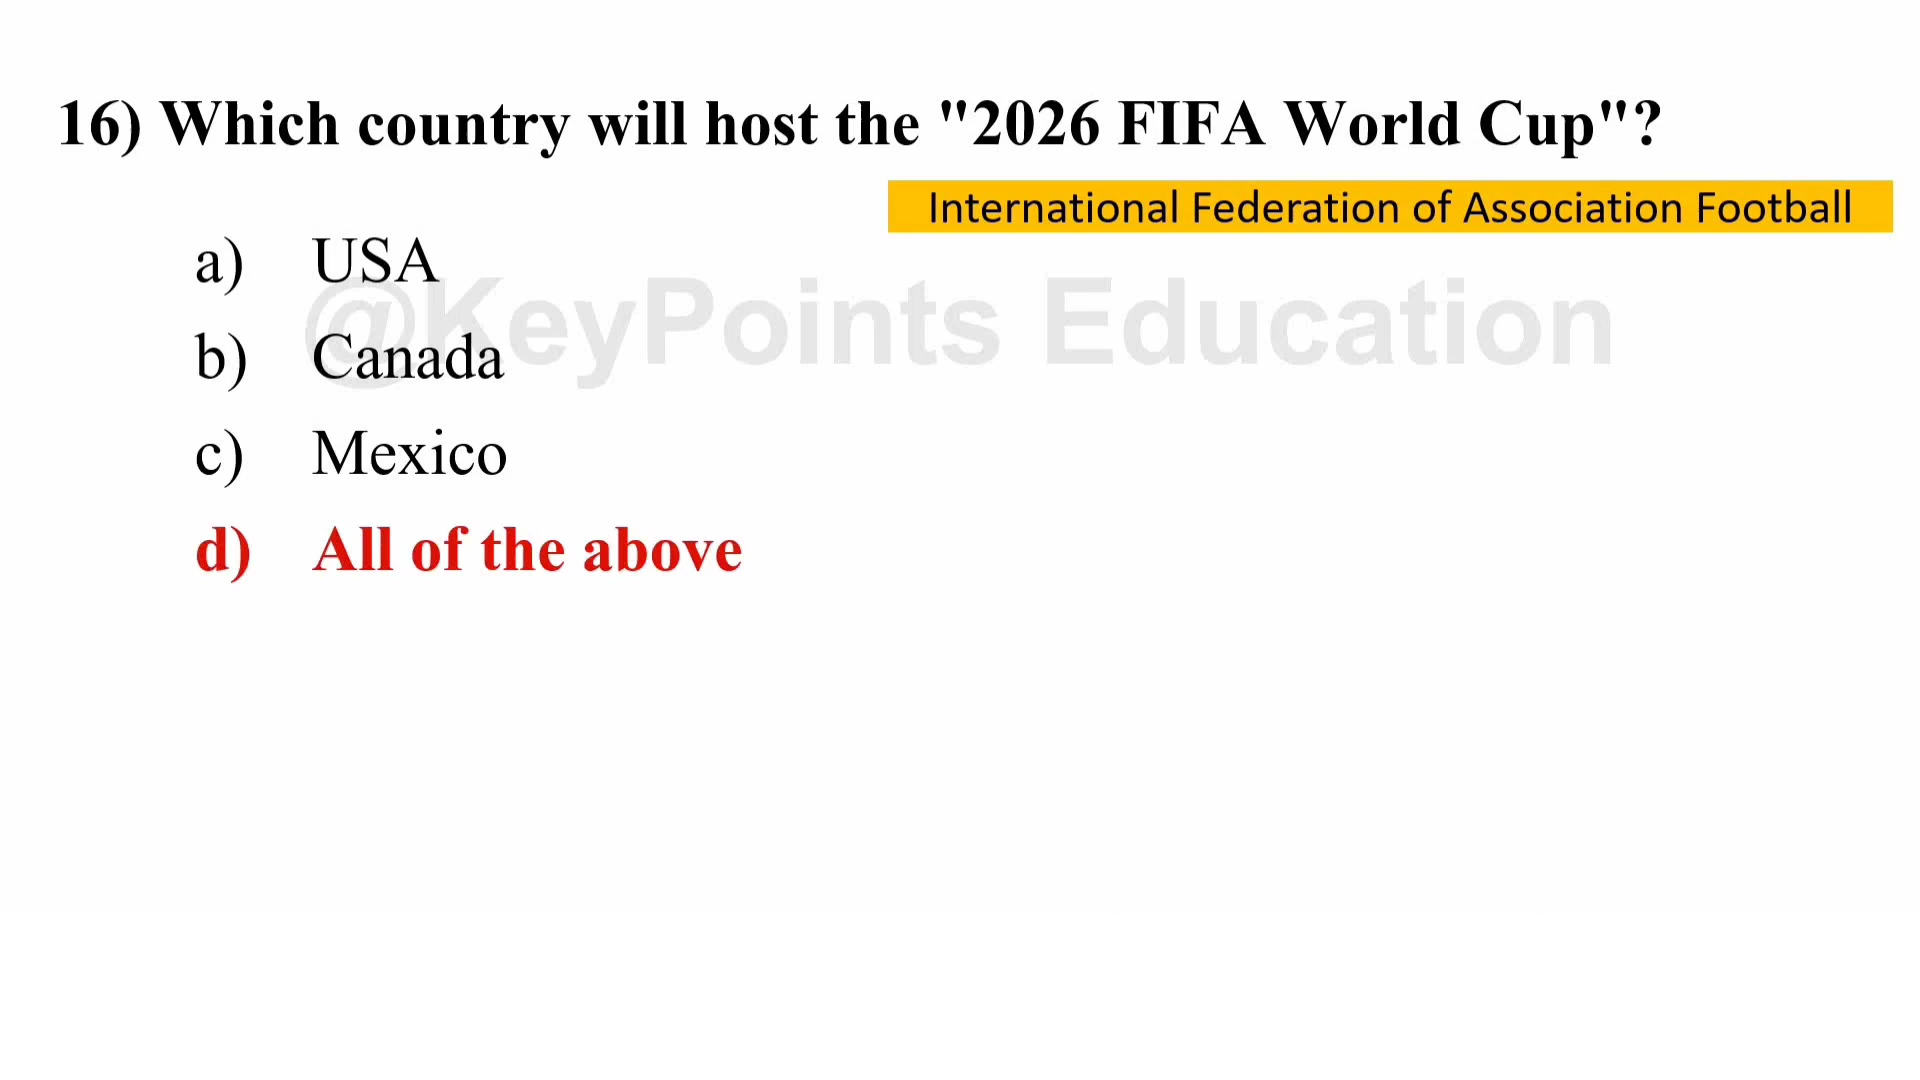 16) Which country will host the "2026 FIFA World Cup"?
International Federation of Association Football
a) USA
@KeyPoints Education
b) Canada
c) Mexico
d) All of the above